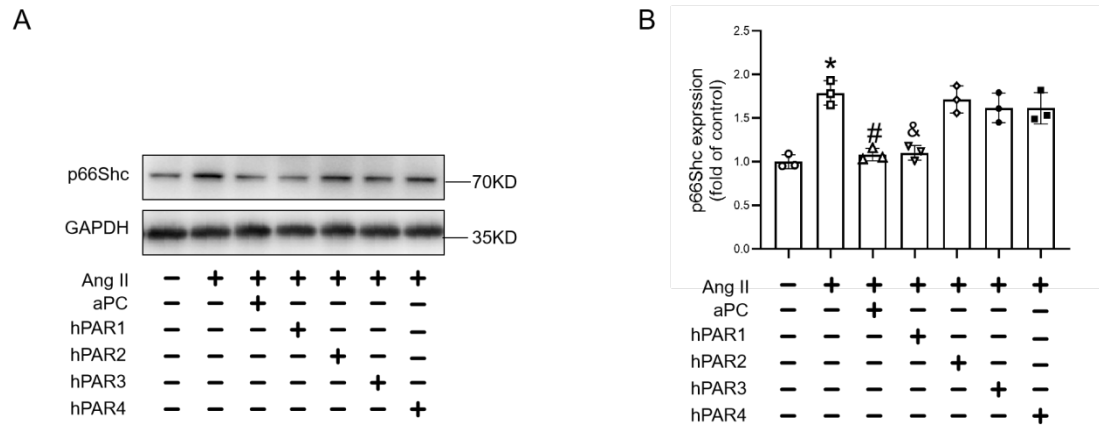 A
p66Shc
70KD
GAPDH
35KD
Ang II − + + + + + +
aPC − − + − − − −
hPAR1 − − − + − − −
hPAR2 − − − − + − −
hPAR3 − − − − − + −
hPAR4 − − − − − − +
B
p66Shc exprssion
(fold of control)
2.5
2.0
1.5
1.0
0.5
0.0
*
#
&
Ang II − + + + + + +
aPC − − + − − − −
hPAR1 − − − + − − −
hPAR2 − − − − + − −
hPAR3 − − − − − + −
hPAR4 − − − − − − +